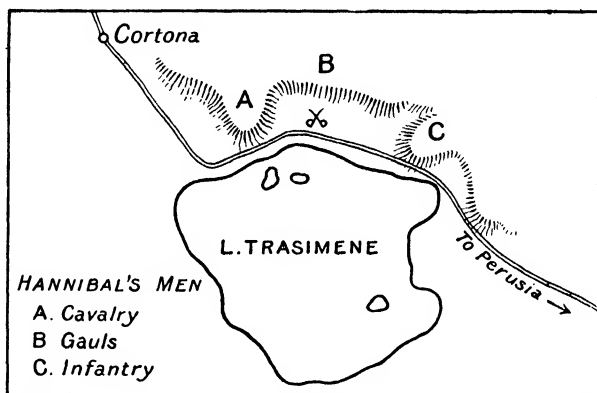 Cortona
B
A
C
L. TRASIMENE
To Perusia →
HANNIBAL'S MEN
A. Cavalry
B Gauls
C. Infantry